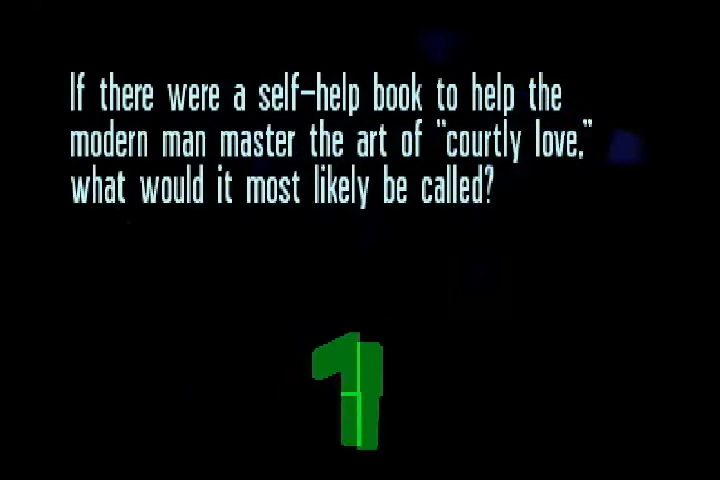 If there were a self-help book to help the
modern man master the art of "courtly love,"
what would it most likely be called?
1